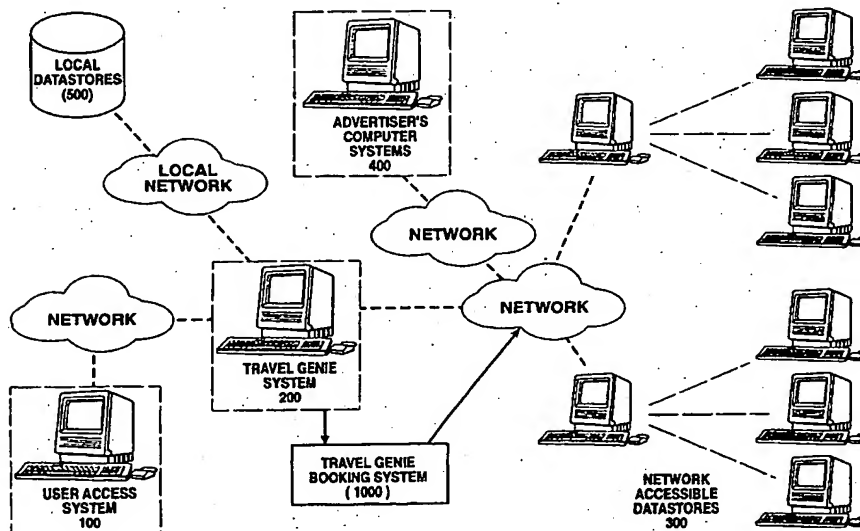 LOCAL
DATASTORES
(500)
ADVERTISER'S
COMPUTER
SYSTEMS
400
LOCAL
NETWORK
NETWORK
NETWORK
NETWORK
TRAVEL GENIE
SYSTEM
200
USER ACCESS
SYSTEM
100
TRAVEL GENIE
BOOKING SYSTEM
( 1000 )
NETWORK
ACCESSIBLE
DATASTORES
300